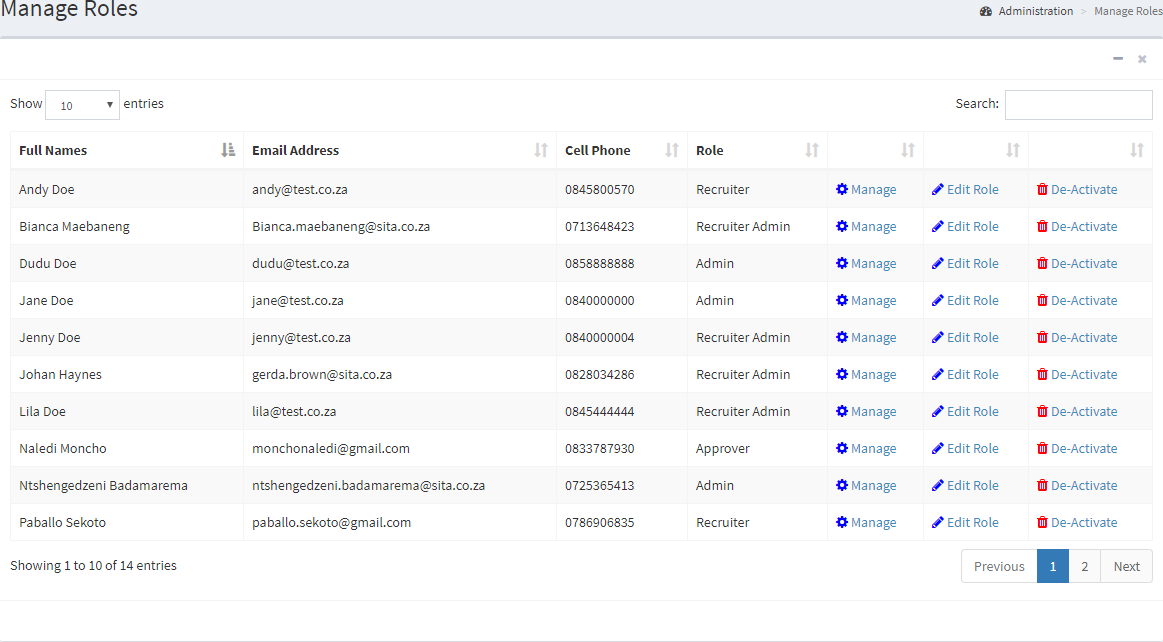 Manage Roles
Administration > Manage Roles
Show 10 entries Search:
Full Names Email Address Cell Phone Role
Andy Doe andy@test.co.za 0845800570 Recruiter Manage Edit Role De-Activate
Bianca Maebaneng Bianca.maebaneng@sita.co.za 0713648423 Recruiter Admin Manage Edit Role De-Activate
Dudu Doe dudu@test.co.za 0858888888 Admin Manage Edit Role De-Activate
Jane Doe jane@test.co.za 0840000000 Admin Manage Edit Role De-Activate
Jenny Doe jenny@test.co.za 0840000004 Recruiter Admin Manage Edit Role De-Activate
Johan Haynes gerda.brown@sita.co.za 0828034286 Recruiter Admin Manage Edit Role De-Activate
Lila Doe lila@test.co.za 0845444444 Recruiter Admin Manage Edit Role De-Activate
Naledi Moncho monchonaledi@gmail.com 0833787930 Approver Manage Edit Role De-Activate
Ntshengedzeni Badamarema ntshengedzeni.badamarema@sita.co.za 0725365413 Admin Manage Edit Role De-Activate
Paballo Sekoto paballo.sekoto@gmail.com 0786906835 Recruiter Manage Edit Role De-Activate
Showing 1 to 10 of 14 entries Previous 1 2 Next